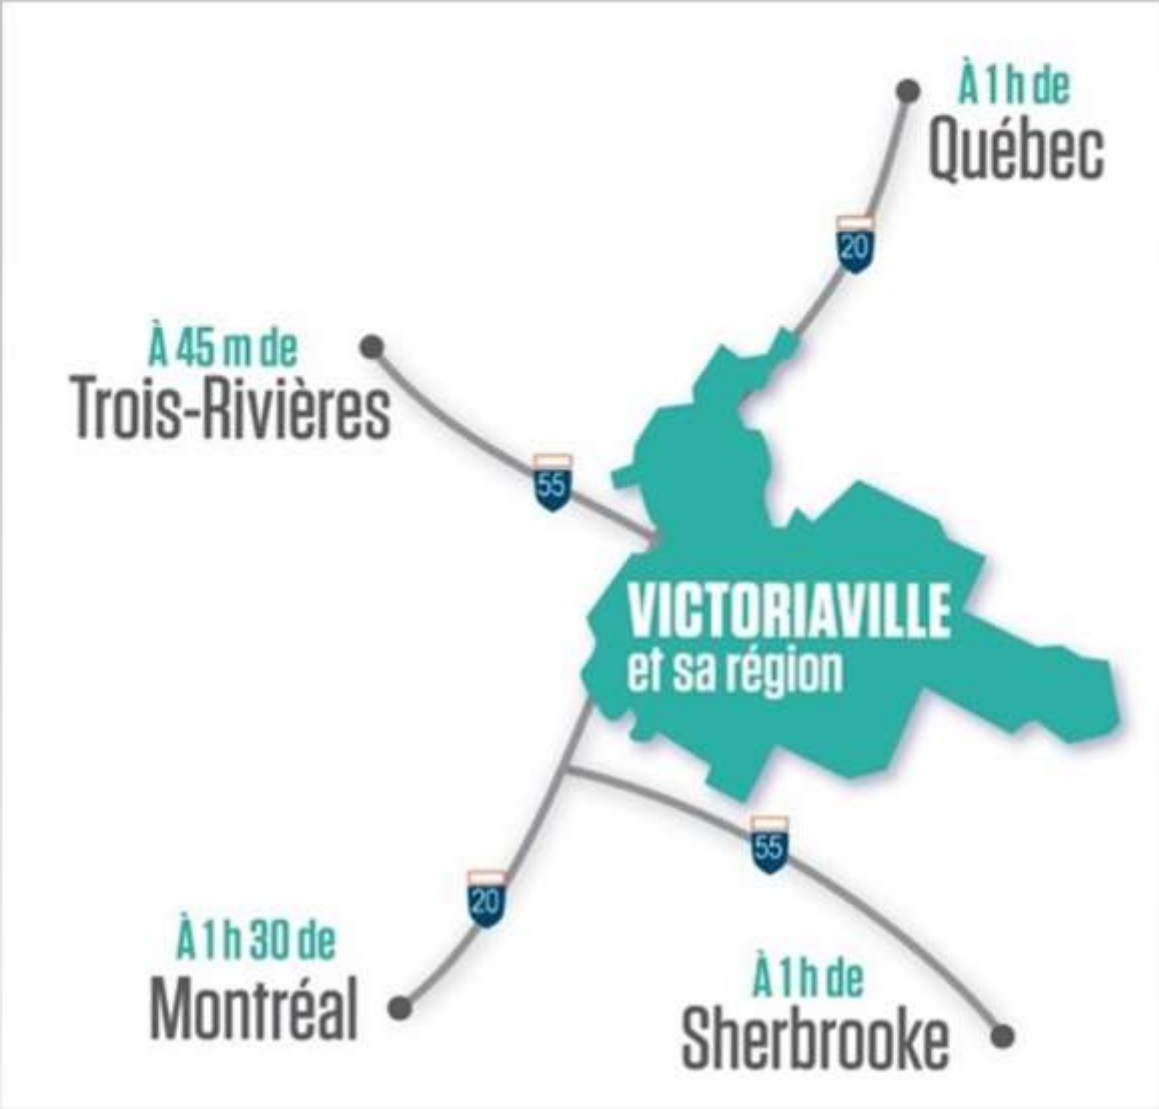 À 1 h de
Québec
20
À 45 m de
Trois-Rivières
55
VICTORIAVILLE
et sa région
55
20
À 1 h 30 de
Montréal
À 1 h de
Sherbrooke